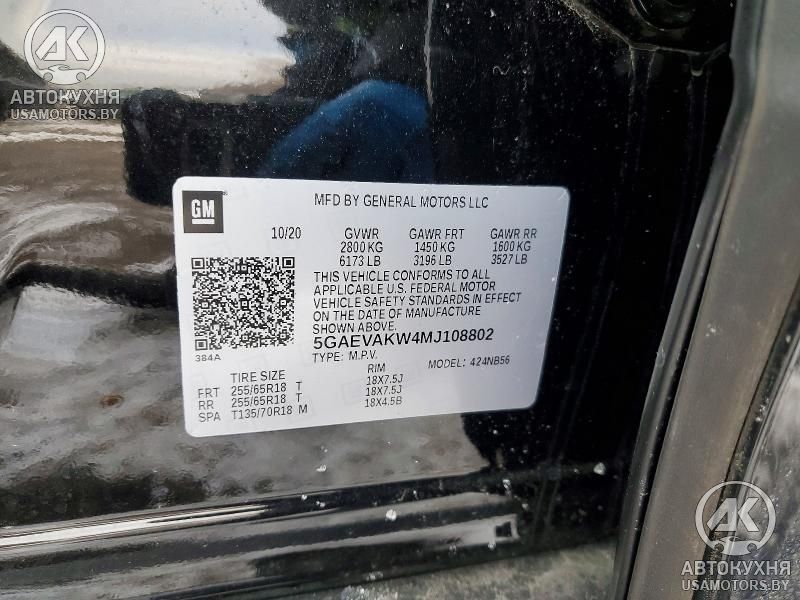 AK
АВТОКУХНЯ
USAMOTORS.BY
GM
MFD BY GENERAL MOTORS LLC
10/20 GVWR GAWR FRT GAWR RR
2800 KG 1450 KG 1600 KG
6173 LB 3196 LB 3527 LB
THIS VEHICLE CONFORMS TO ALL
APPLICABLE U.S. FEDERAL MOTOR
VEHICLE SAFETY STANDARDS IN EFFECT
ON THE DATE OF MANUFACTURE
SHOWN ABOVE.
5GAEVAKW4MJ108802
384A
TYPE: M.P.V. MODEL: 424NB56
TIRE SIZE RIM
FRT 255/65R18 T 18X7.5J
RR 255/65R18 T 18X7.5J
SPA T135/70R18 M 18X4.5B
AK
АВТОКУХНЯ
USAMOTORS.BY